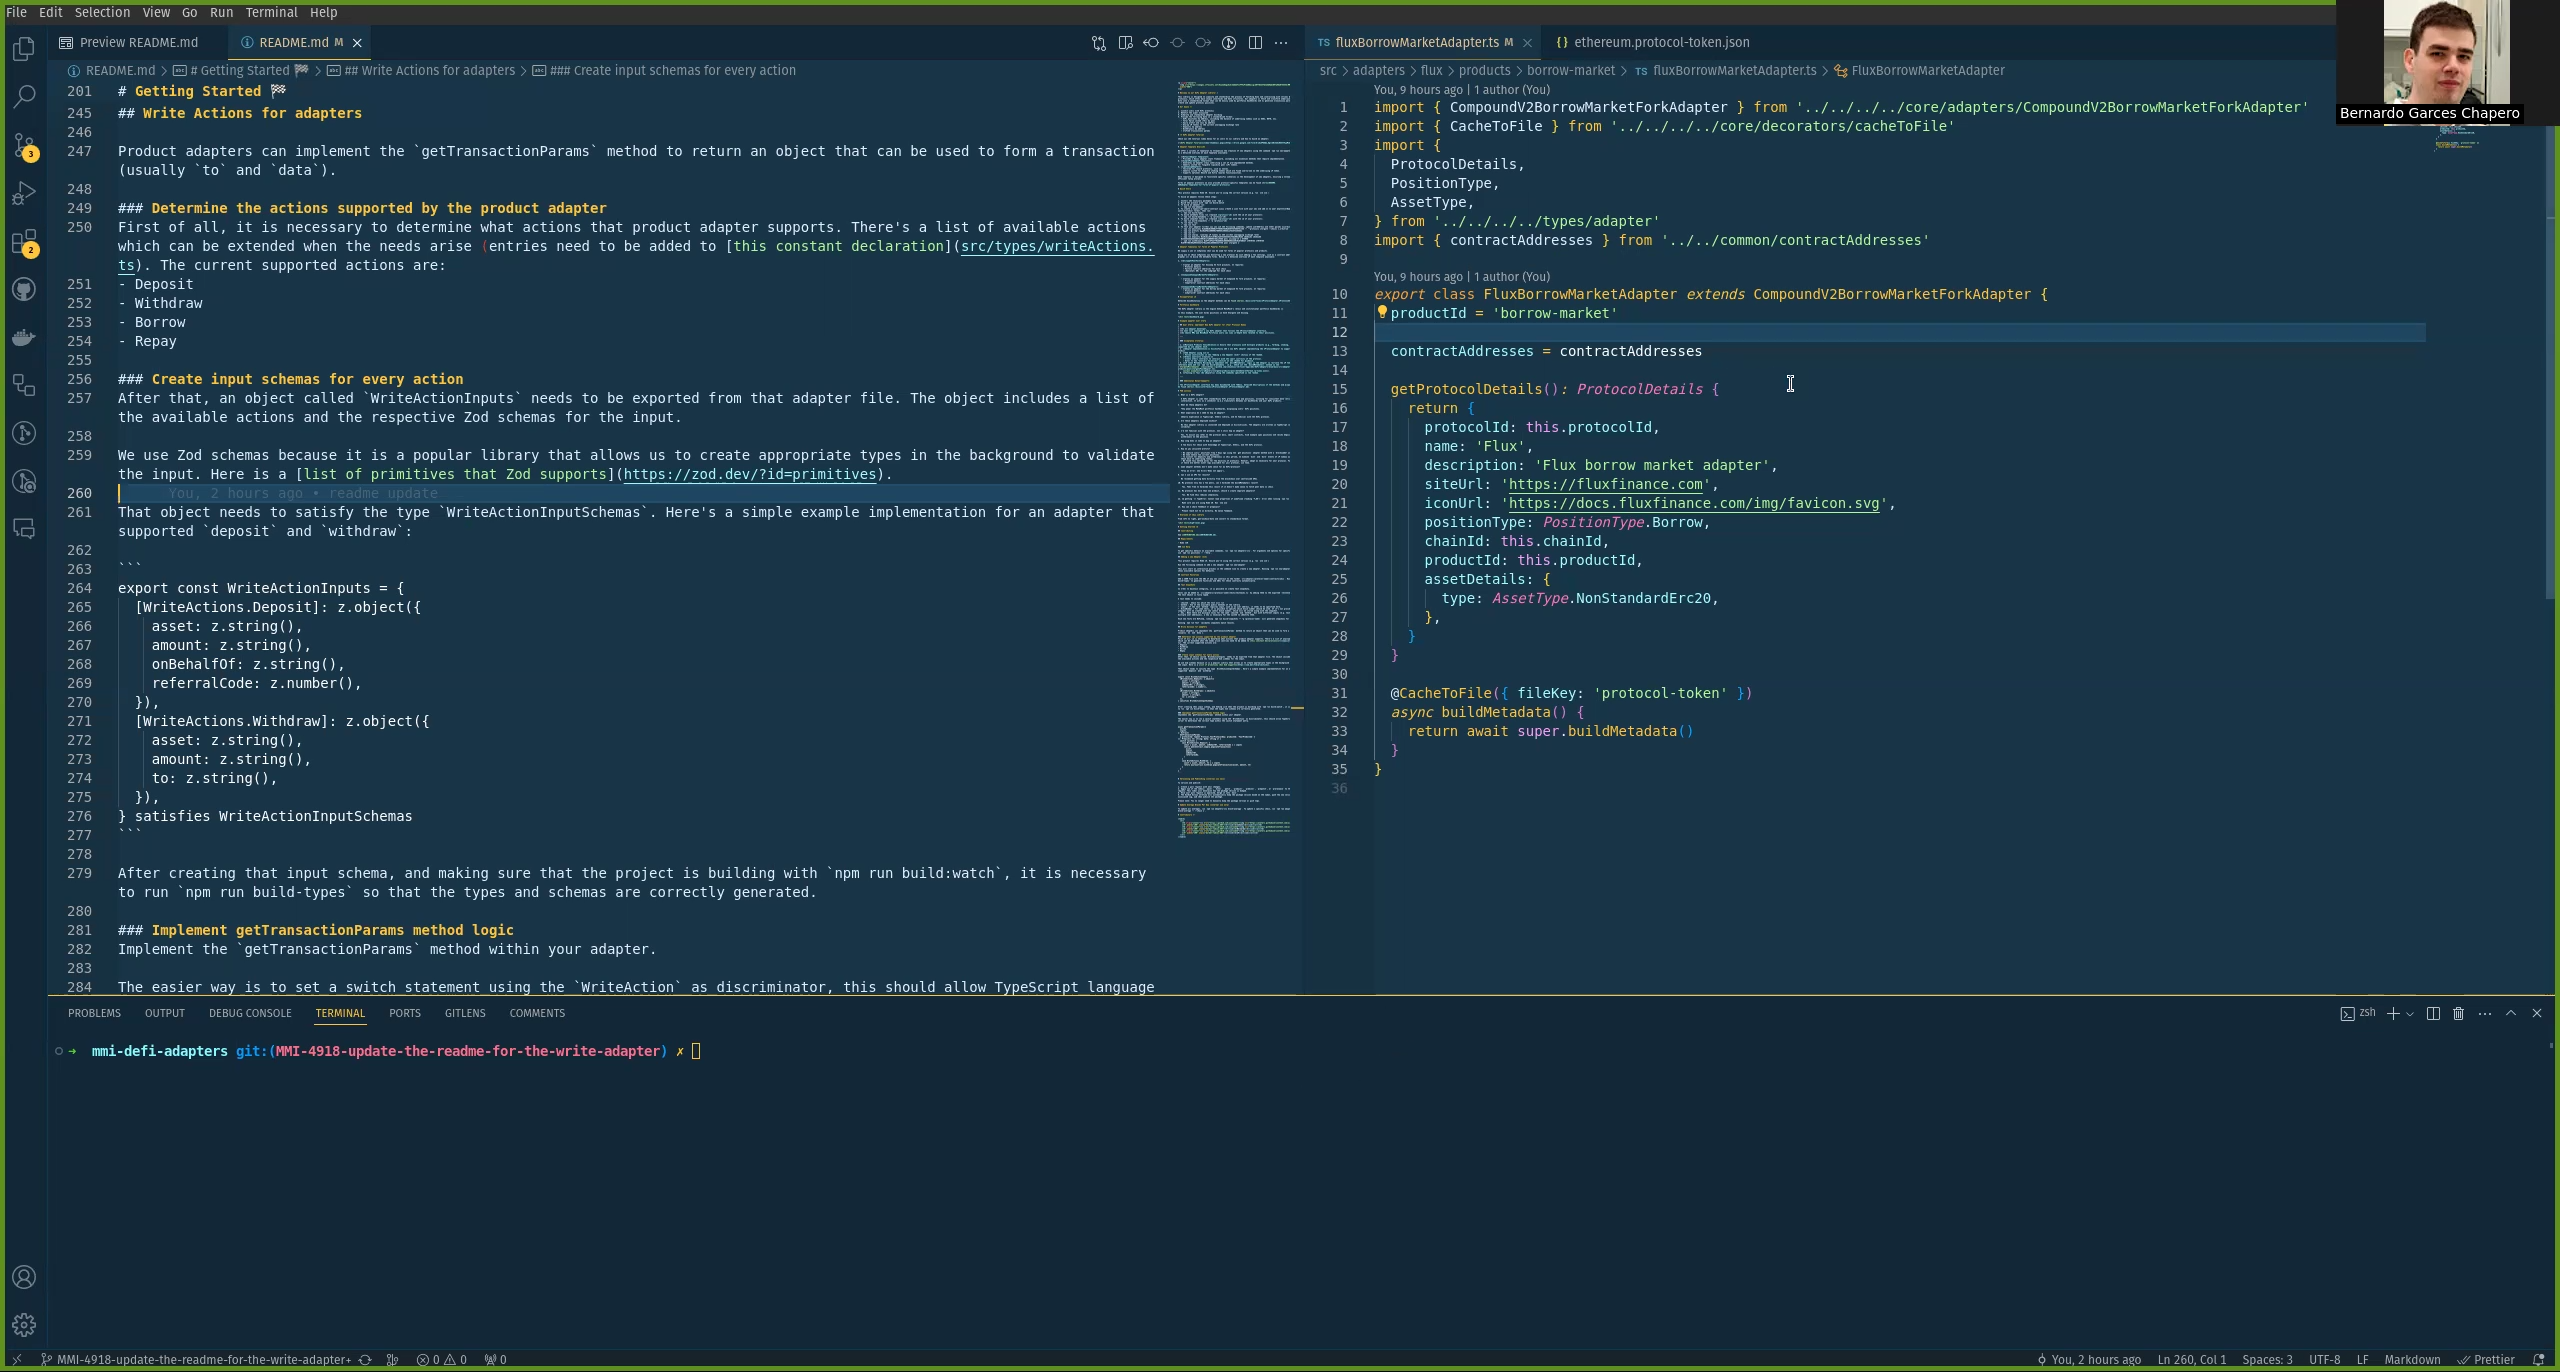 File Edit Selection View Go Run Terminal Help
Preview README.md README.md M
fluxBorrowMarketAdapter.ts M ethereum.protocol-token.json
README.md > # Getting Started 🏁 > ## Write Actions for adapters > ### Create input schemas for every action
src > adapters > flux > products > borrow-market > TS fluxBorrowMarketAdapter.ts > FluxBorrowMarketAdapter
Bernardo Garces Chapero
201 # Getting Started 🏁
245 ## Write Actions for adapters
246
247 Product adapters can implement the `getTransactionParams` method to return an object that can be used to form a transaction
(usually `to` and `data`).
248
249 ### Determine the actions supported by the product adapter
250 First of all, it is necessary to determine what actions that product adapter supports. There's a list of available actions
which can be extended when the needs arise (entries need to be added to [this constant declaration](src/types/writeActions.
ts). The current supported actions are:
251 - Deposit
252 - Withdraw
253 - Borrow
254 - Repay
255
256 ### Create input schemas for every action
257 After that, an object called `WriteActionInputs` needs to be exported from that adapter file. The object includes a list of
the available actions and the respective Zod schemas for the input.
258
259 We use Zod schemas because it is a popular library that allows us to create appropriate types in the background to validate
the input. Here is a [list of primitives that Zod supports](https://zod.dev/?id=primitives).
260 You, 2 hours ago • readme update
261 That object needs to satisfy the type `WriteActionInputSchemas`. Here's a simple example implementation for an adapter that
supported `deposit` and `withdraw`:
262
263 ```
264 export const WriteActionInputs = {
265 [WriteActions.Deposit]: z.object({
266 asset: z.string(),
267 amount: z.string(),
268 onBehalfOf: z.string(),
269 referralCode: z.number(),
270 }),
271 [WriteActions.Withdraw]: z.object({
272 asset: z.string(),
273 amount: z.string(),
274 to: z.string(),
275 }),
276 } satisfies WriteActionInputSchemas
277 ```
278
279 After creating that input schema, and making sure that the project is building with `npm run build:watch`, it is necessary
to run `npm run build-types` so that the types and schemas are correctly generated.
280
281 ### Implement getTransactionParams method logic
282 Implement the `getTransactionParams` method within your adapter.
283
284 The easier way is to set a switch statement using the `WriteAction` as discriminator, this should allow TypeScript language
You, 9 hours ago | 1 author (You)
1 import { CompoundV2BorrowMarketForkAdapter } from '../../../../core/adapters/CompoundV2BorrowMarketForkAdapter'
2 import { CacheToFile } from '../../../../core/decorators/cacheToFile'
3 import {
4 ProtocolDetails,
5 PositionType,
6 AssetType,
7 } from '../../../../types/adapter'
8 import { contractAddresses } from '../../common/contractAddresses'
9
You, 9 hours ago | 1 author (You)
10 export class FluxBorrowMarketAdapter extends CompoundV2BorrowMarketForkAdapter {
11 productId = 'borrow-market'
12
13 contractAddresses = contractAddresses
14
15 getProtocolDetails(): ProtocolDetails {
16 return {
17 protocolId: this.protocolId,
18 name: 'Flux',
19 description: 'Flux borrow market adapter',
20 siteUrl: 'https://fluxfinance.com',
21 iconUrl: 'https://docs.fluxfinance.com/img/favicon.svg',
22 positionType: PositionType.Borrow,
23 chainId: this.chainId,
24 productId: this.productId,
25 assetDetails: {
26 type: AssetType.NonStandardErc20,
27 },
28 }
29 }
30
31 @CacheToFile({ fileKey: 'protocol-token' })
32 async buildMetadata() {
33 return await super.buildMetadata()
34 }
35 }
36
PROBLEMS OUTPUT DEBUG CONSOLE TERMINAL PORTS GITLENS COMMENTS
zsh
➜ mmi-defi-adapters git:(MMI-4918-update-the-readme-for-the-write-adapter) ✗
3
2
MMI-4918-update-the-readme-for-the-write-adapter+ 0 0 0
You, 2 hours ago Ln 260, Col 1 Spaces: 3 UTF-8 LF Markdown Prettier